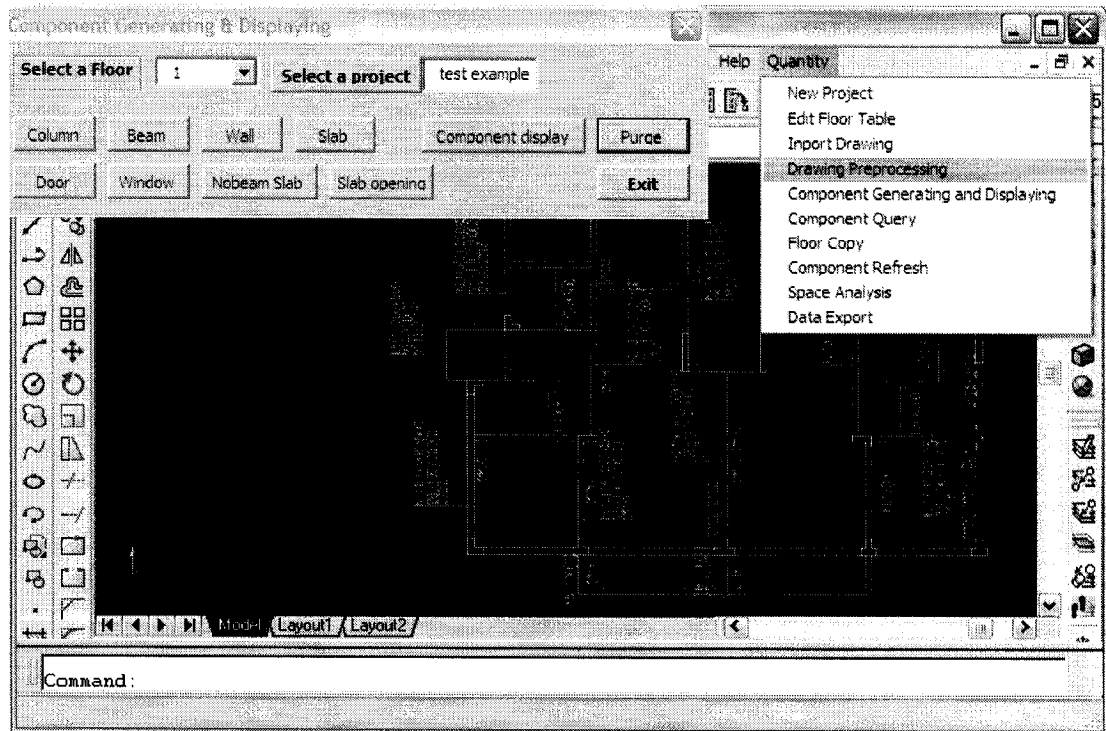 Component Generating & Displaying
Select a Floor 1 Select a project test example
Column Beam Wall Slab Component display Purge
Door Window Nobeam Slab Slab opening Exit
Help Quantity
New Project
Edit Floor Table
Inport Drawing
Drawing Preprocessing
Component Generating and Displaying
Component Query
Floor Copy
Component Refresh
Space Analysis
Data Export
Model Layout1 Layout2
Command: